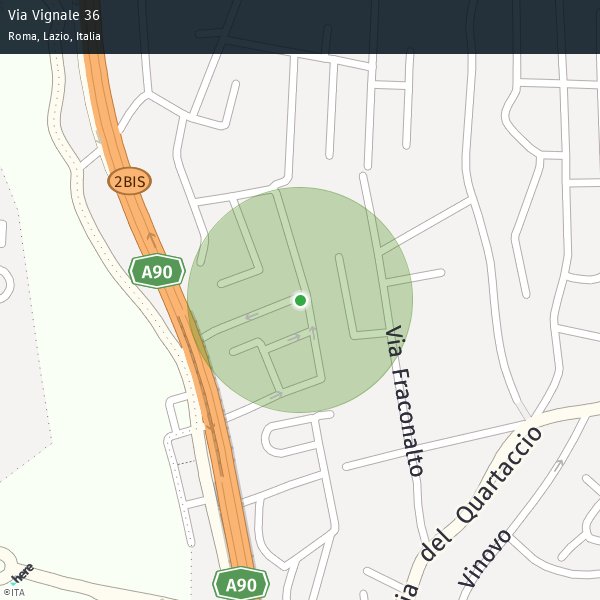 Via Vignale 36
Roma, Lazio, Italia
2BIS
A90
Via Fraconalto
del Quartaccio
Vinovo
A90
here
©ITA